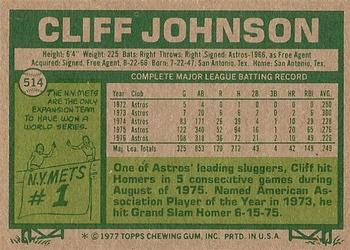 CLIFF JOHNSON
Height: 6'4" Weight: 225 Bats: Right Throws: Right Signed: Astros-1966, as Free Agent
Acquired: Signed, Free Agent, 8-22-66 Born: 7-22-47, San Antonio, Tex. Home: San Antonio, Tex.
514
THE N.Y. METS
ARE THE ONLY
EXPANSION TEAM
TO HAVE WON A
WORLD SERIES.
N.Y. METS
# 1
COMPLETE MAJOR LEAGUE BATTING RECORD
Year Club G AB R H 2B 3B HR RBI AVG
1972 Astros 5 4 0 1 0 0 0 0 .250
1973 Astros 7 20 6 6 2 0 2 6 .300
1974 Astros 83 171 26 39 4 1 10 29 .228
1975 Astros 122 340 52 94 16 1 20 65 .276
1976 Astros 108 318 36 72 21 2 10 49 .226
Maj. Lea. Totals 325 853 120 212 43 4 42 149 .249
One of Astros' leading sluggers, Cliff hit
Homers in 5 consecutive games during
August of 1975. Named American Asso-
ciation Player of the Year in 1973, he
hit Grand Slam Homer 6-15-75.
* © 1977 TOPPS CHEWING GUM, INC. PRTD. IN U.S.A.